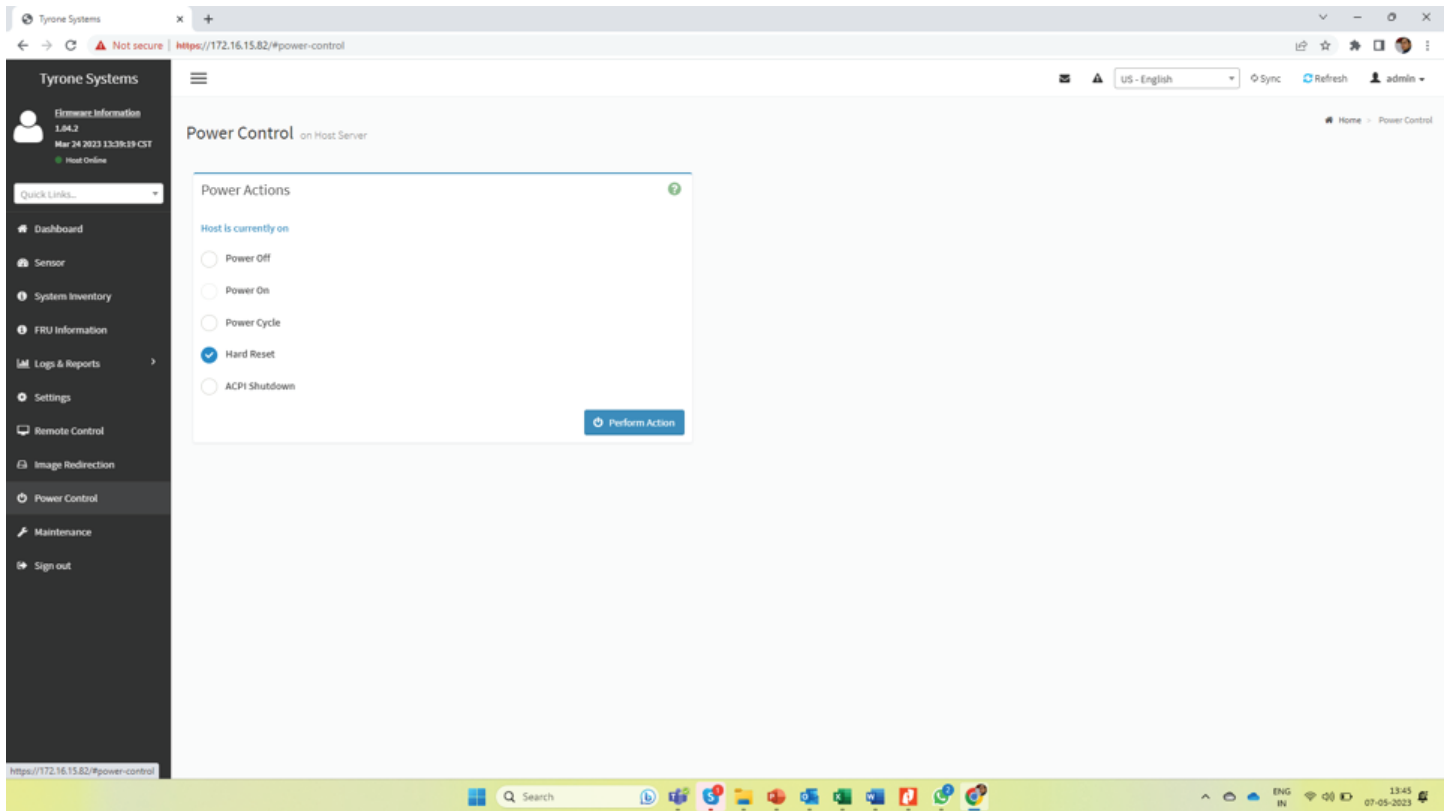 Tyrone Systems
Not secure | https://172.16.15.82/#power-control
Tyrone Systems
US - English
Sync
Refresh
admin
Firmware Information
1.04.2
Mar 24 2023 13:39:19 CST
Host Online
Quick Links...
Dashboard
Sensor
System Inventory
FRU Information
Logs & Reports
Settings
Remote Control
Image Redirection
Power Control
Maintenance
Sign out
Power Control on Host Server
Home > Power Control
Power Actions
Host is currently on
Power Off
Power On
Power Cycle
Hard Reset
ACPI Shutdown
Perform Action
https://172.16.15.82/#power-control
Search
ENG
IN
13:45
07-05-2023